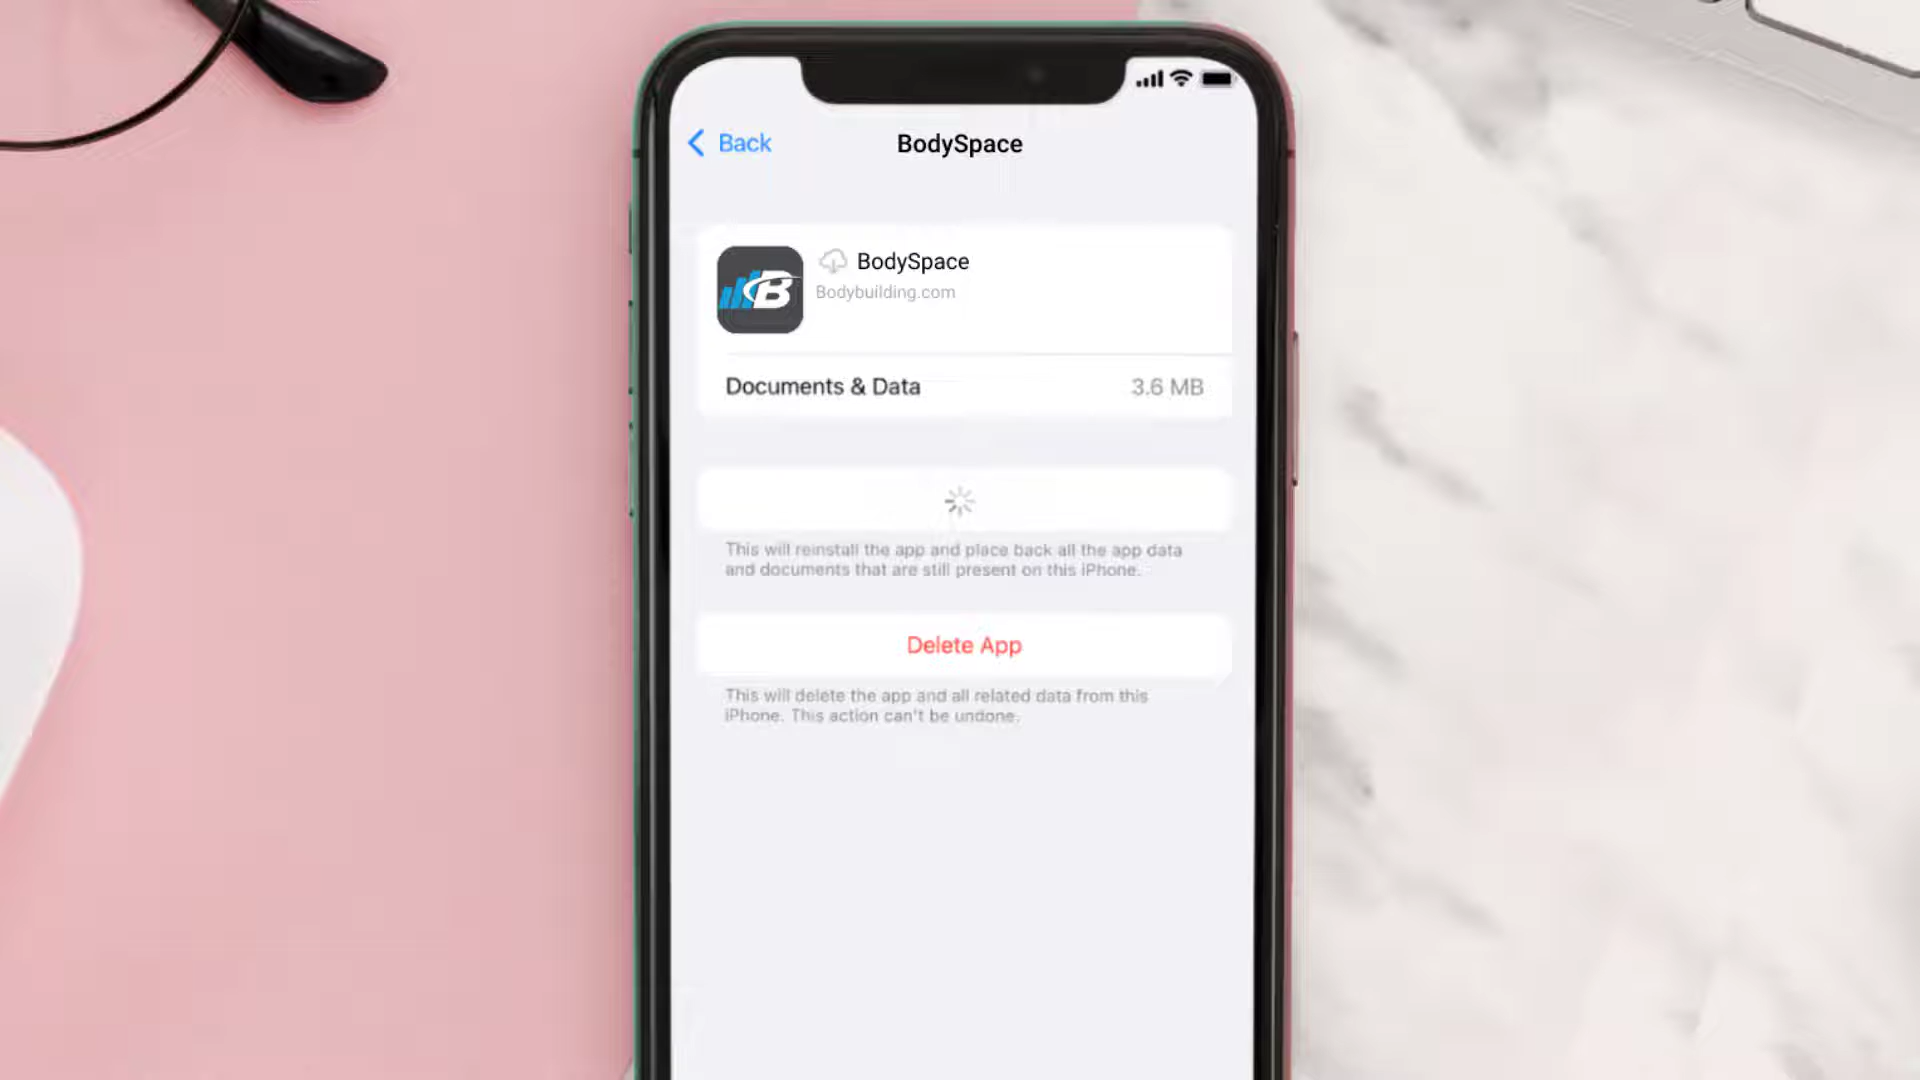 Back
BodySpace
BodySpace
Bodybuilding.com
Documents & Data
3.6 MB
This will reinstall the app and place back all the app data
and documents that are still present on this iPhone.
Delete App
This will delete the app and all related data from this
iPhone. This action can't be undone.